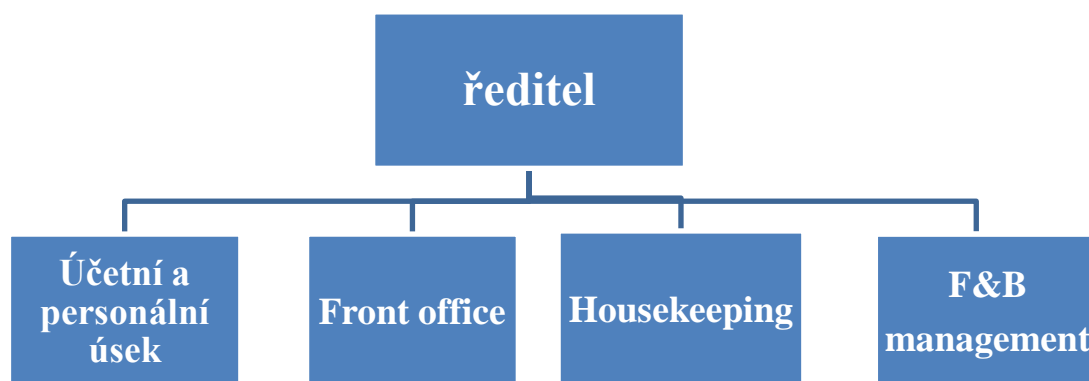 ředitel
Účetní a
personální
úsek
Front office
Housekeeping
F&B
management